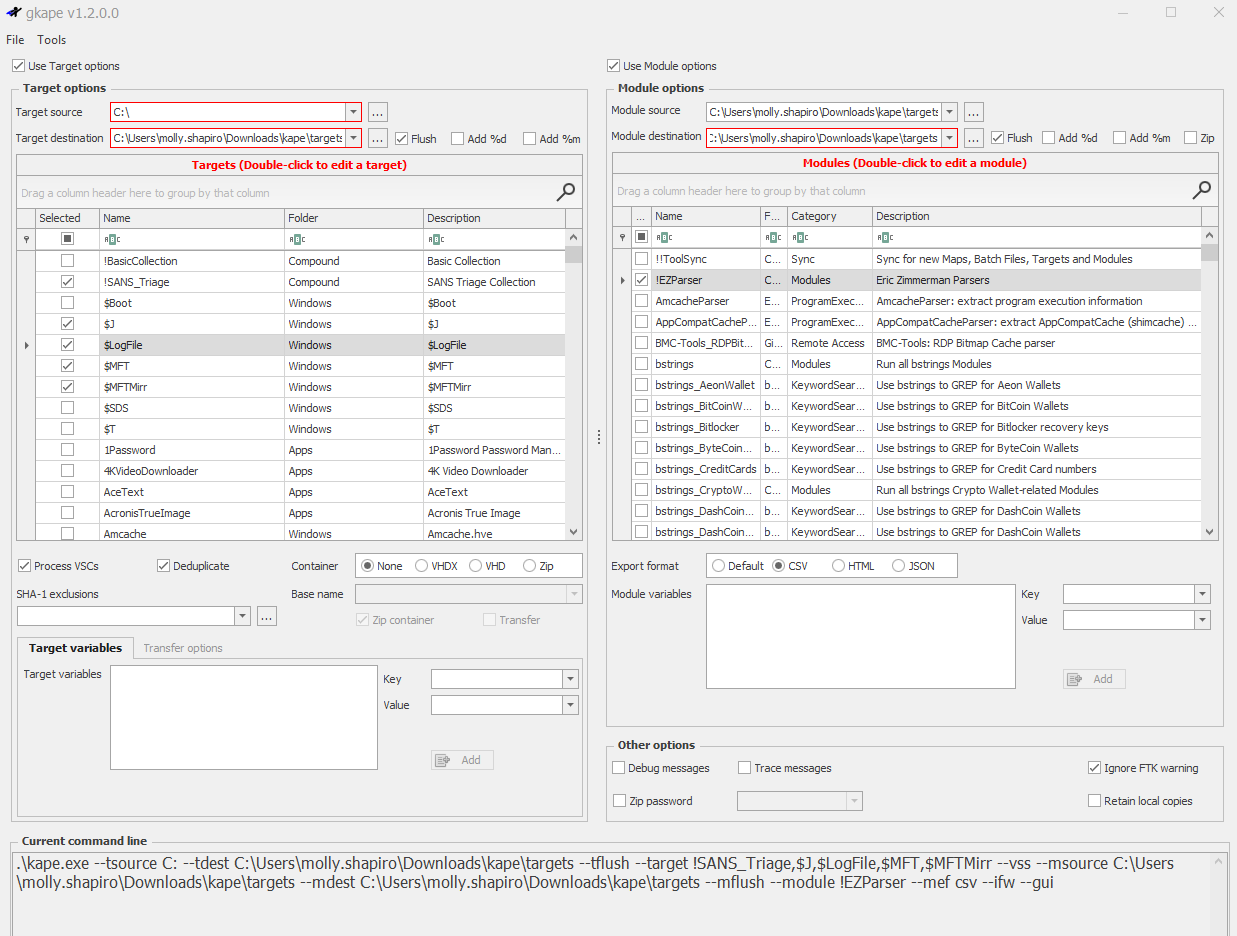 gkape v1.2.0.0
File Tools
Use Target options
Target options
Target source C:\ ...
Target destination C:\Users\molly.shapiro\Downloads\kape\targets ... Flush Add %d Add %m
Targets (Double-click to edit a target)
Drag a column header here to group by that column
Selected Name Folder Description
!BasicCollection Compound Basic Collection
!SANS_Triage Compound SANS Triage Collection
$Boot Windows $Boot
$J Windows $J
$LogFile Windows $LogFile
$MFT Windows $MFT
$MFTMirr Windows $MFTMirr
$SDS Windows $SDS
$T Windows $T
1Password Apps 1Password Password Man...
4KVideoDownloader Apps 4K Video Downloader
AceText Apps AceText
AcronisTrueImage Apps Acronis True Image
Amcache Windows Amcache.hve
Process VSCs Deduplicate Container None VHDX VHD Zip
SHA-1 exclusions Base name
... Zip container Transfer
Target variables Transfer options
Target variables Key
Value
Add
Use Module options
Module options
Module source C:\Users\molly.shapiro\Downloads\kape\targets ...
Module destination C:\Users\molly.shapiro\Downloads\kape\targets ... Flush Add %d Add %m Zip
Modules (Double-click to edit a module)
Drag a column header here to group by that column
... Name F... Category Description
!!ToolSync C... Sync Sync for new Maps, Batch Files, Targets and Modules
!EZParser C... Modules Eric Zimmerman Parsers
AmcacheParser E... ProgramExec... AmcacheParser: extract program execution information
AppCompatCacheP... E... ProgramExec... AppCompatCacheParser: extract AppCompatCache (shimcache) ...
BMC-Tools_RDPBit... Gi... Remote Access BMC-Tools: RDP Bitmap Cache parser
bstrings C... Modules Run all bstrings Modules
bstrings_AeonWallet b... KeywordSear... Use bstrings to GREP for Aeon Wallets
bstrings_BitCoinW... b... KeywordSear... Use bstrings to GREP for BitCoin Wallets
bstrings_Bitlocker b... KeywordSear... Use bstrings to GREP for Bitlocker recovery keys
bstrings_ByteCoin... b... KeywordSear... Use bstrings to GREP for ByteCoin Wallets
bstrings_CreditCards b... KeywordSear... Use bstrings to GREP for Credit Card numbers
bstrings_CryptoW... C... Modules Run all bstrings Crypto Wallet-related Modules
bstrings_DashCoin... b... KeywordSear... Use bstrings to GREP for DashCoin Wallets
bstrings_DashCoin... b... KeywordSear... Use bstrings to GREP for DashCoin Wallets
Export format Default CSV HTML JSON
Module variables Key
Value
Add
Other options
Debug messages Trace messages Ignore FTK warning
Zip password Retain local copies
Current command line
.\kape.exe --tsource C: --tdest C:\Users\molly.shapiro\Downloads\kape\targets --tflush --target !SANS_Triage,$J,$LogFile,$MFT,$MFTMirr --vss --msource C:\Users
\molly.shapiro\Downloads\kape\targets --mdest C:\Users\molly.shapiro\Downloads\kape\targets --mflush --module !EZParser --mef csv --ifw --gui